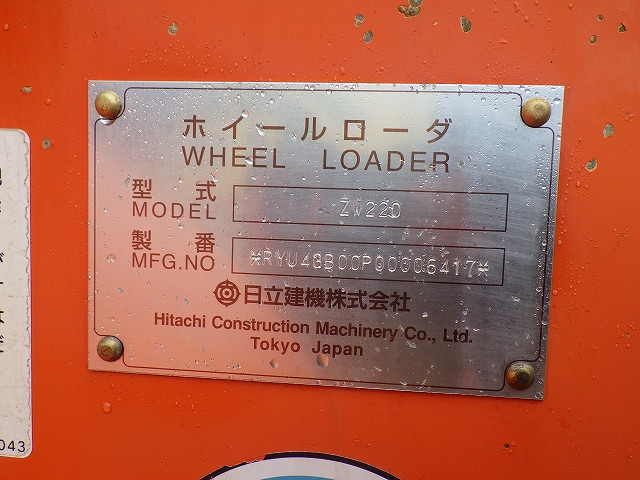 ホイールローダ
WHEEL LOADER
型式
MODEL ZW220
製番
MFG.NO
日立建機株式会社
Hitachi Construction Machinery Co., Ltd.
Tokyo Japan
043